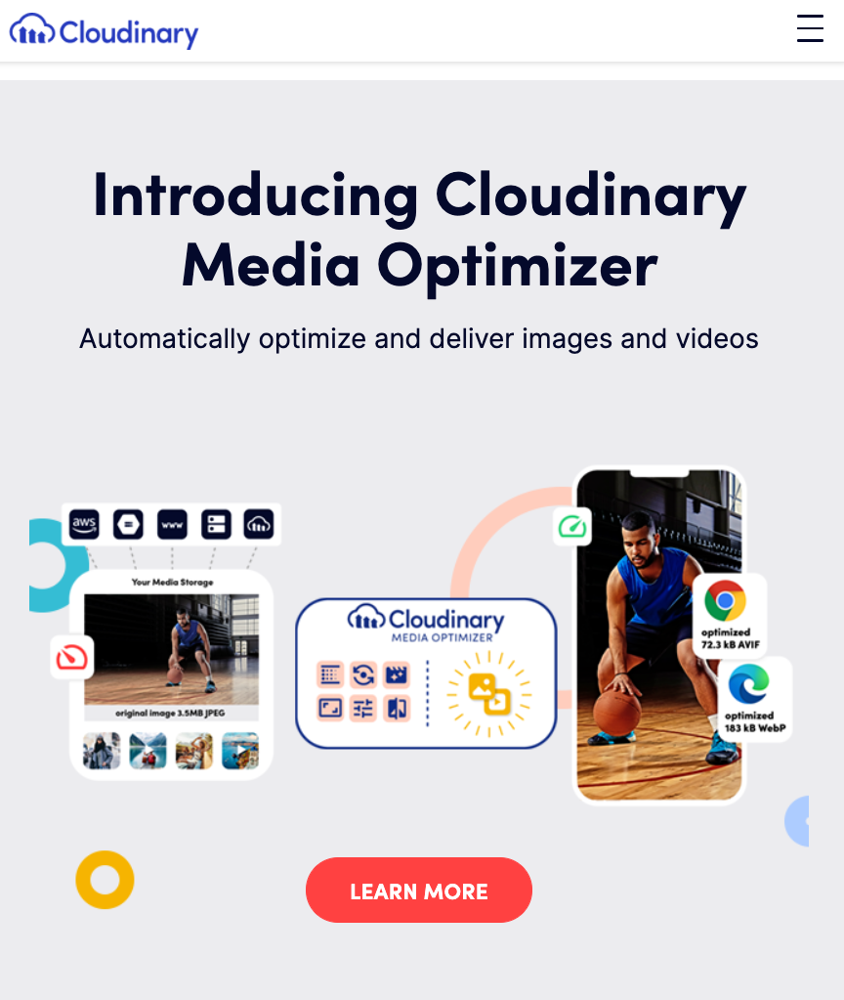 Cloudinary
Introducing Cloudinary
Media Optimizer
Automatically optimize and deliver images and videos
aws
www
Your Media Storage
original image 3.5MB JPEG
Cloudinary
MEDIA OPTIMIZER
optimized
72.3 kB AVIF
optimized
183 kB WebP
LEARN MORE